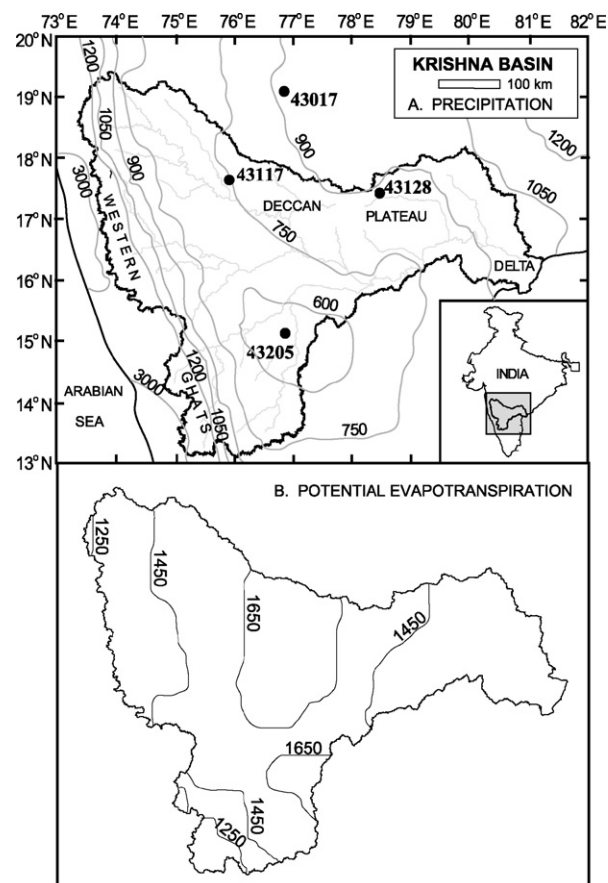 73°E 74°E 75°E 76°E 77°E 78°E 79°E 80°E 81°E 82°E
20°N
19°N
18°N
17°N
16°N
15°N
14°N
13°N
KRISHNA BASIN
100 km
A. PRECIPITATION
1200
1050
900
3000
43017
900
1200
1050
43117
43128
DECCAN
PLATEAU
750
WESTERN
GHATS
DELTA
600
43205
1200
3000
1050
750
ARABIAN
SEA
INDIA
B. POTENTIAL EVAPOTRANSPIRATION
1250
1450
1650
1450
1650
1450
1250